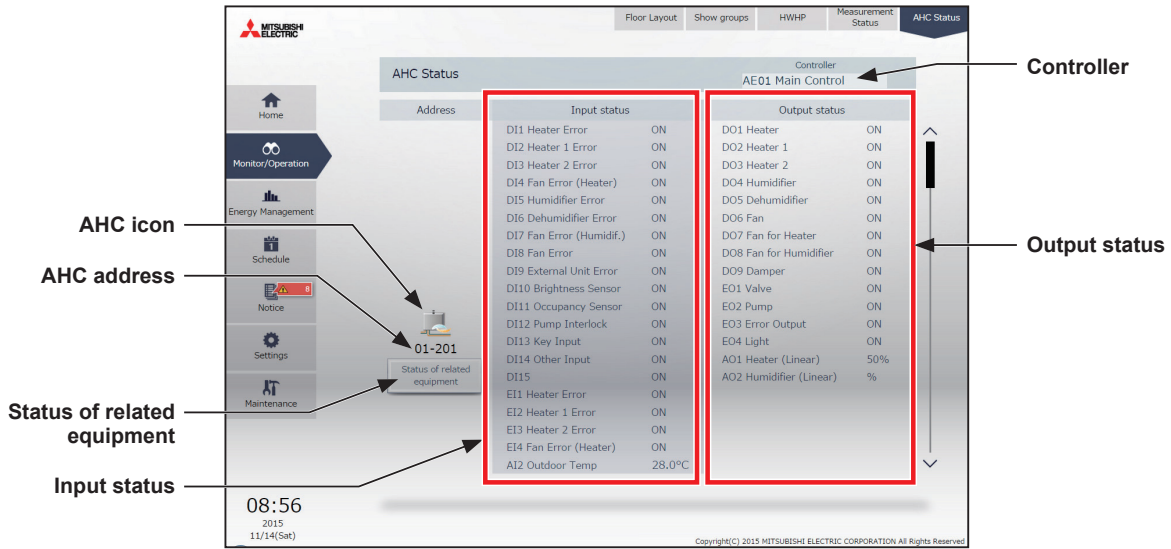 MITSUBISHI
ELECTRIC
Floor Layout
Show groups
HWHP
Measurement
Status
AHC Status
AHC Status
Controller
AE01 Main Control
Controller
Home
Monitor/Operation
Energy Management
1
Schedule
8
Notice
Settings
Maintenance
Address
Input status
Output status
DI1 Heater Error ON
DI2 Heater 1 Error ON
DI3 Heater 2 Error ON
DI4 Fan Error (Heater) ON
DI5 Humidifier Error ON
DI6 Dehumidifier Error ON
DI7 Fan Error (Humidif.) ON
DI8 Fan Error ON
DI9 External Unit Error ON
DI10 Brightness Sensor ON
DI11 Occupancy Sensor ON
DI12 Pump Interlock ON
DI13 Key Input ON
DI14 Other Input ON
DI15 ON
EI1 Heater Error ON
EI2 Heater 1 Error ON
EI3 Heater 2 Error ON
EI4 Fan Error (Heater) ON
AI2 Outdoor Temp 28.0°C
DO1 Heater ON
DO2 Heater 1 ON
DO3 Heater 2 ON
DO4 Humidifier ON
DO5 Dehumidifier ON
DO6 Fan ON
DO7 Fan for Heater ON
DO8 Fan for Humidifier ON
DO9 Damper ON
EO1 Valve ON
EO2 Pump ON
EO3 Error Output ON
EO4 Light ON
AO1 Heater (Linear) 50%
AO2 Humidifier (Linear) %
01-201
Status of related
equipment
AHC icon
AHC address
Status of related
equipment
Input status
Output status
08:56
2015
11/14(Sat)
Copyright(C) 2015 MITSUBISHI ELECTRIC CORPORATION All Rights Reserved